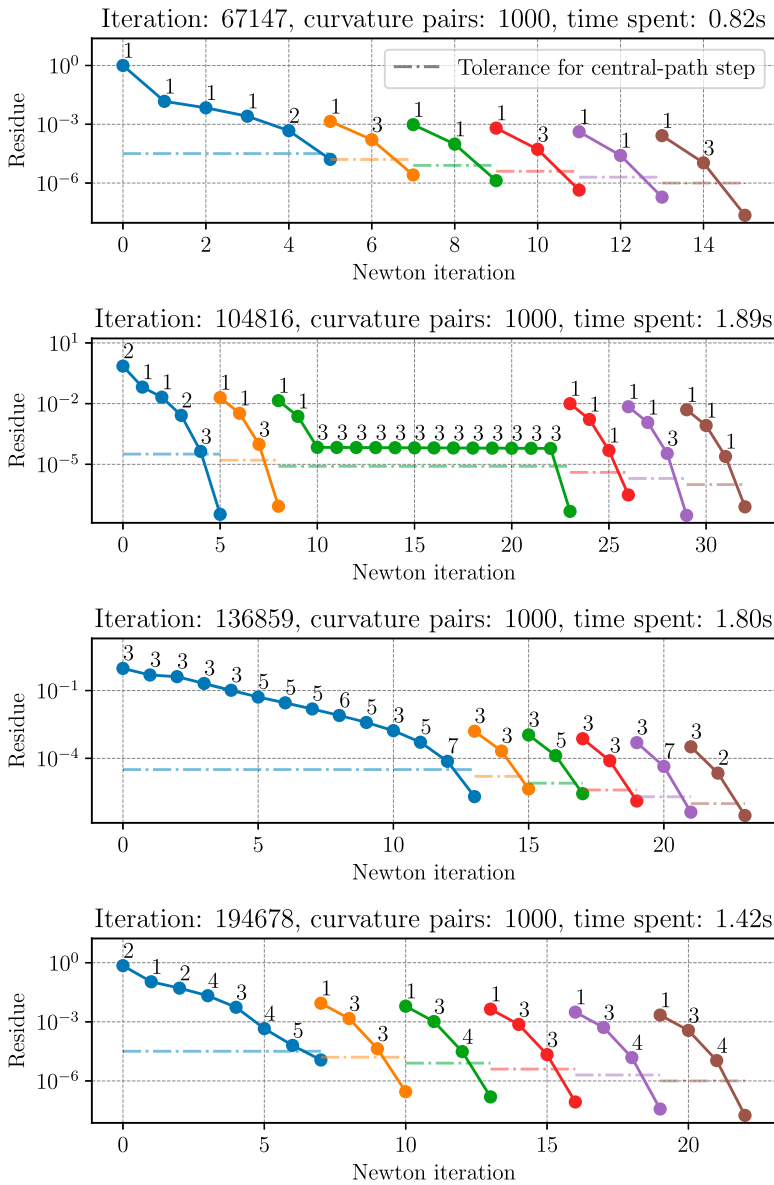 Iteration: 67147, curvature pairs: 1000, time spent: 0.82s
1 1 1 1 2 1 3 1 1 1 3 1 1 1 3
Tolerance for central-path step
10⁰
10⁻³
10⁻⁶
Residue
0 2 4 6 8 10 12 14
Newton iteration
Iteration: 104816, curvature pairs: 1000, time spent: 1.89s
2 1 1 2 3 1 1 3 1 1 3 3 3 3 3 3 3 3 3 3 3 3 3 1 1 1 1 1 3 1 1 1
10¹
10⁻²
10⁻⁵
Residue
0 5 10 15 20 25 30
Newton iteration
Iteration: 136859, curvature pairs: 1000, time spent: 1.80s
3 3 3 3 3 5 5 5 6 5 3 5 7 3 3 3 5 3 3 3 7 3 2
10⁻¹
10⁻⁴
Residue
0 5 10 15 20
Newton iteration
Iteration: 194678, curvature pairs: 1000, time spent: 1.42s
2 1 2 4 3 4 5 1 3 3 1 3 4 1 3 3 1 3 4 1 3 4
10⁰
10⁻³
10⁻⁶
Residue
0 5 10 15 20
Newton iteration